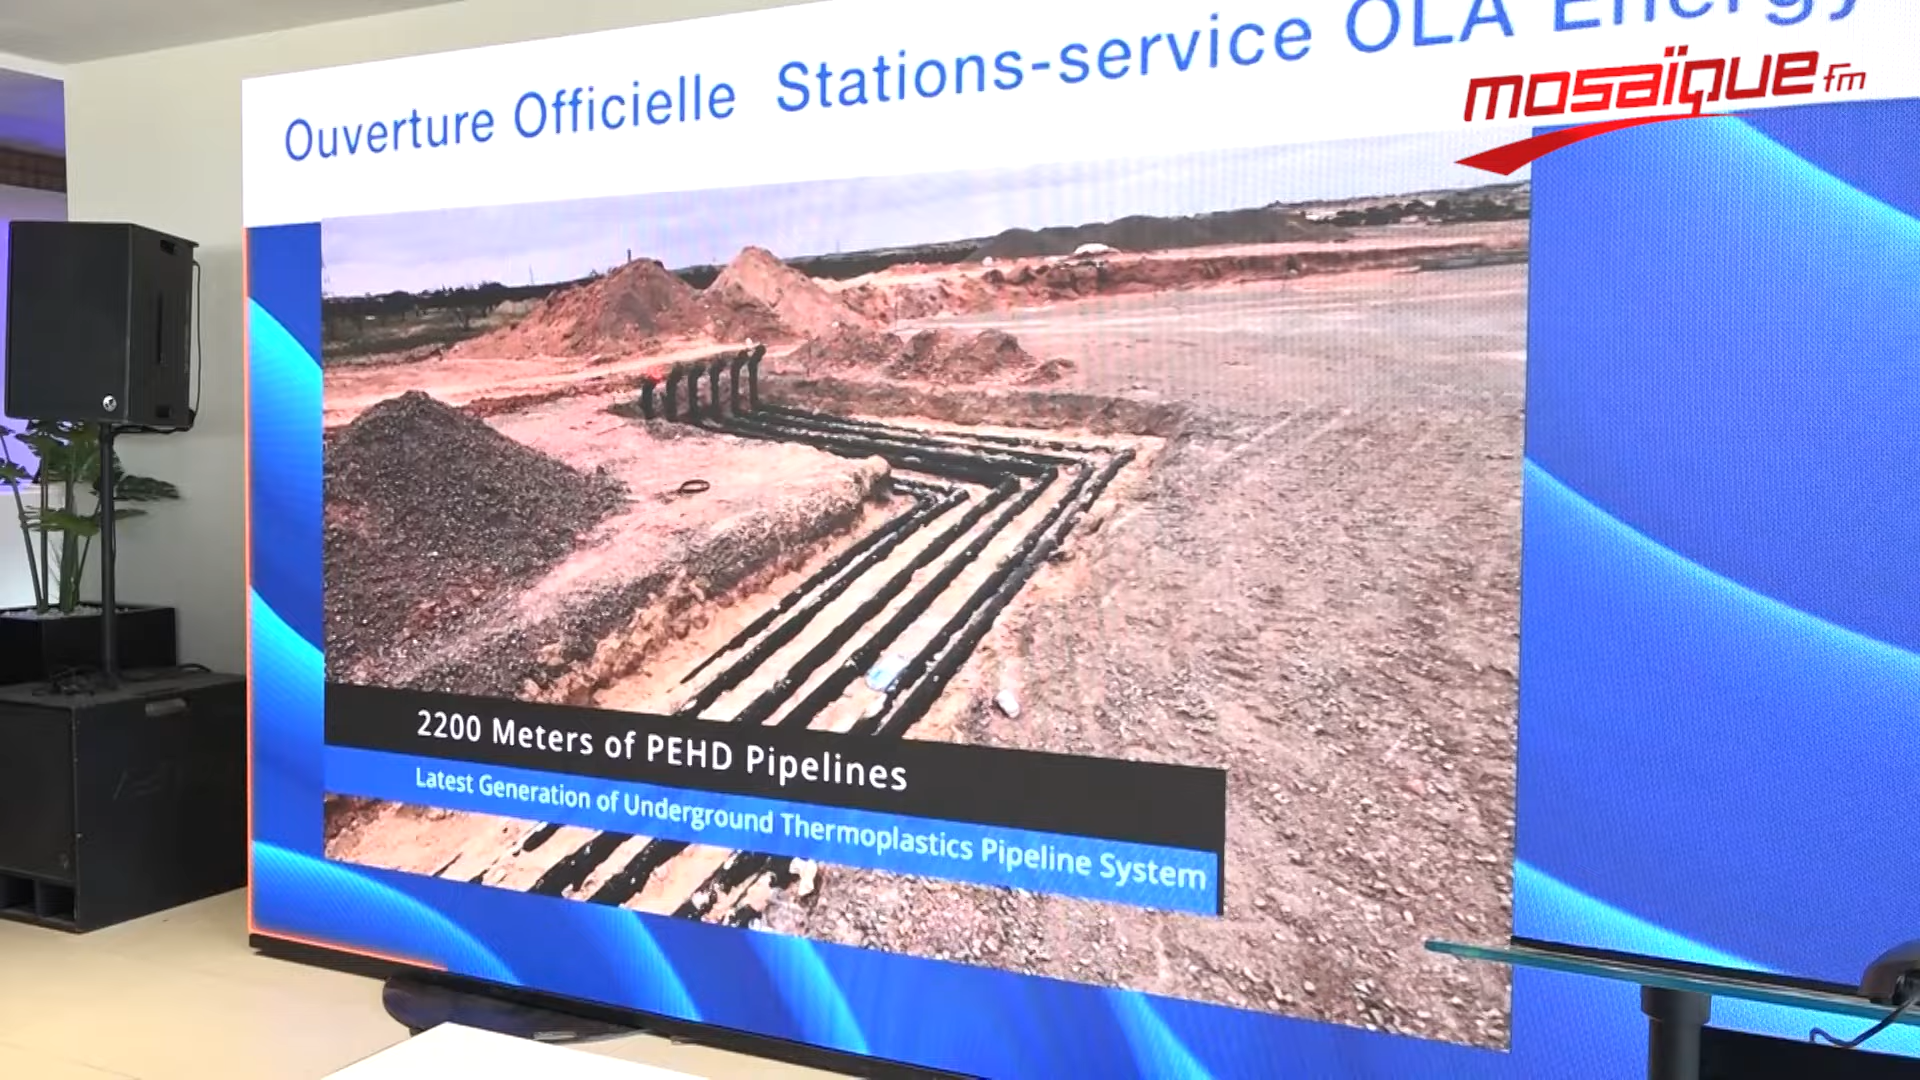 Ouverture Officielle Stations-service OLA Energy
mosaïque fm
2200 Meters of PEHD Pipelines
Latest Generation of Underground Thermoplastics Pipeline System